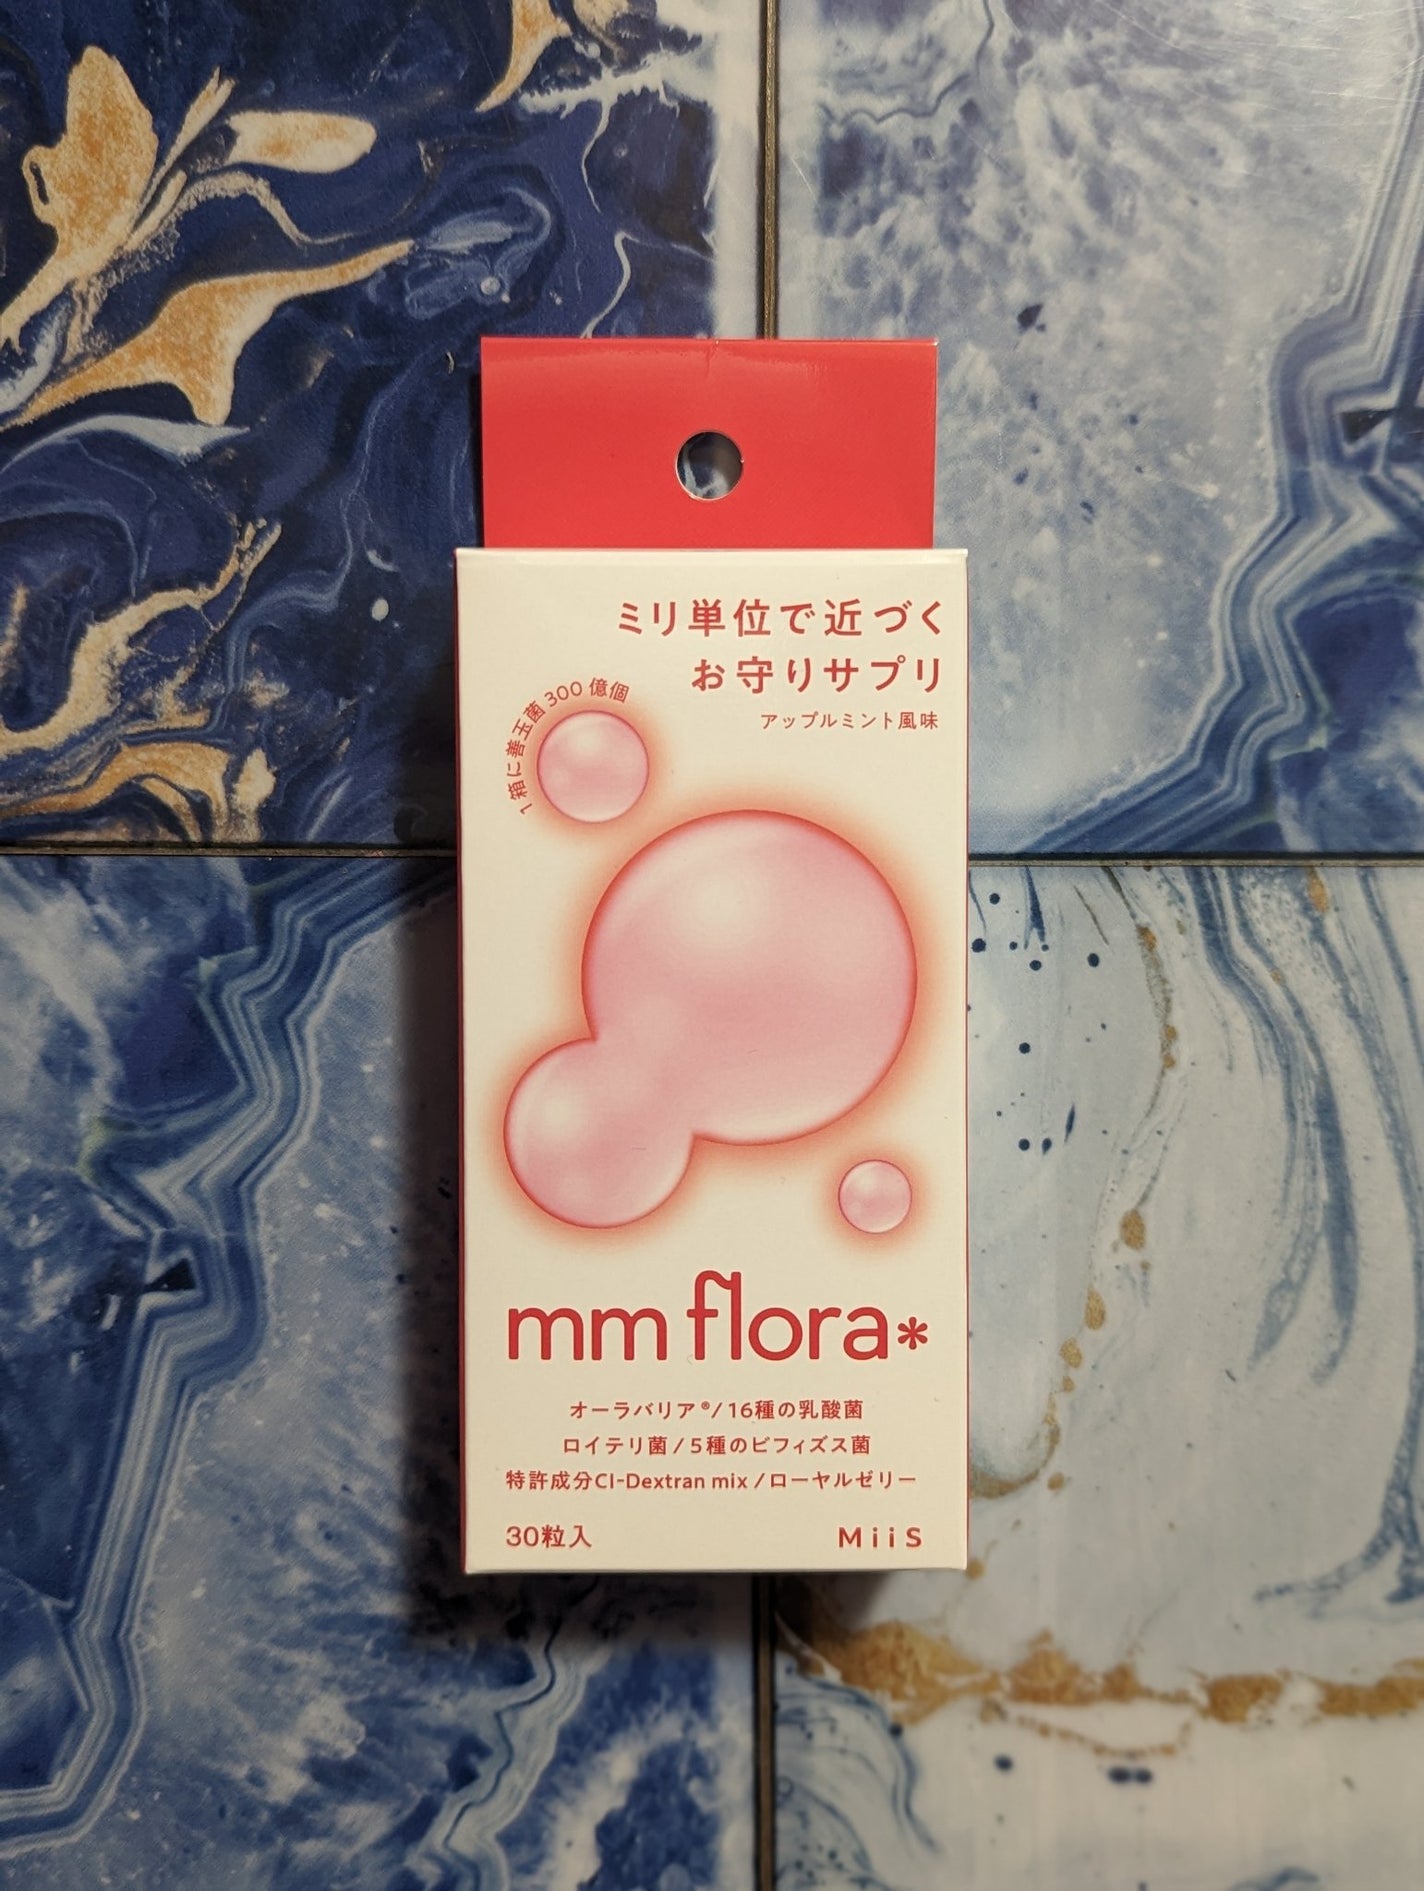 ミリ単位で近づく
お守りサプリ
アップルミント風味
1箱に善玉菌300億個
mm flora*
オーラバリア®/16種の乳酸菌
ロイテリ菌/5種のビフィズス菌
特許成分CI-Dextran mix/ローヤルゼリー
30粒入
MiiS